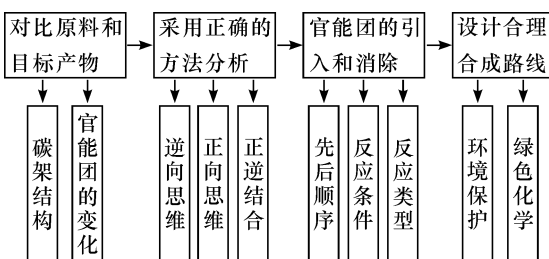 对比原料和
目标产物
采用正确的
方法分析
官能团的引
入和消除
设计合理
合成路线
碳架结构
官能团的变化
逆向思维
正向思维
正逆结合
先后顺序
反应条件
反应类型
环境保护
绿色化学